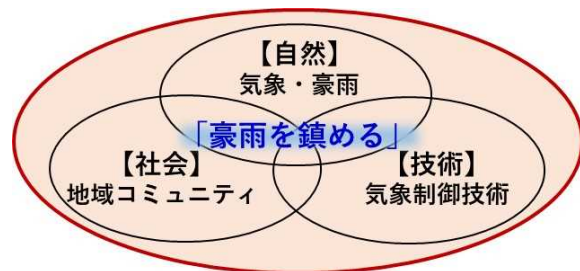 【自然】
気象・豪雨
「豪雨を鎮める」
【社会】
地域コミュニティ
【技術】
気象制御技術